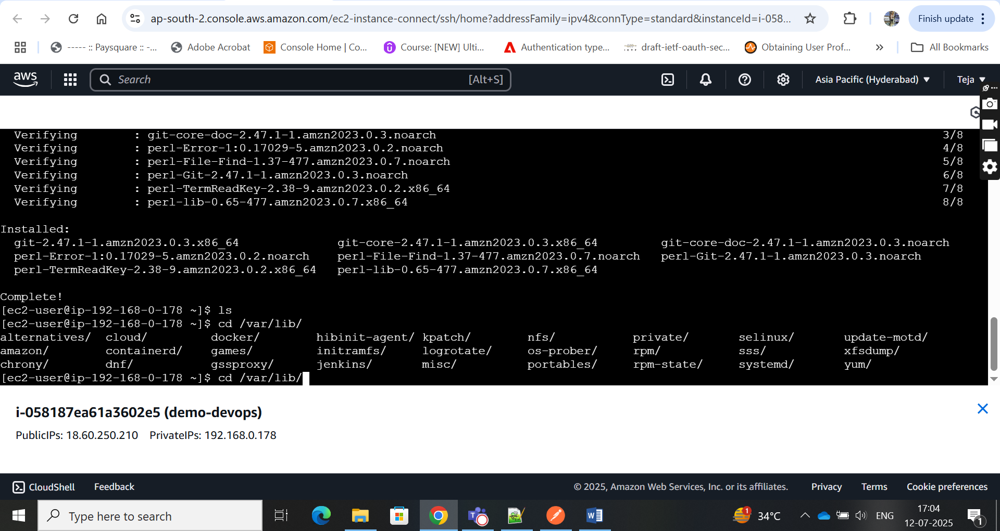 ap-south-2.console.aws.amazon.com/ec2-instance-connect/ssh/home?addressFamily=ipv4&connType=standard&instanceId=i-058...
Finish update
----- :: Paysquare :: -...
Adobe Acrobat
Console Home | Co...
Course: [NEW] Ulti...
Authentication type...
draft-ietf-oauth-sec...
Obtaining User Prof...
All Bookmarks
aws
Search
[Alt+S]
Asia Pacific (Hyderabad)
Teja
Verifying : git-core-doc-2.47.1-1.amzn2023.0.3.noarch 3/8
Verifying : perl-Error-1:0.17029-5.amzn2023.0.2.noarch 4/8
Verifying : perl-File-Find-1.37-477.amzn2023.0.7.noarch 5/8
Verifying : perl-Git-2.47.1-1.amzn2023.0.3.noarch 6/8
Verifying : perl-TermReadKey-2.38-9.amzn2023.0.2.x86_64 7/8
Verifying : perl-lib-0.65-477.amzn2023.0.7.x86_64 8/8
Installed:
git-2.47.1-1.amzn2023.0.3.x86_64 git-core-2.47.1-1.amzn2023.0.3.x86_64 git-core-doc-2.47.1-1.amzn2023.0.3.noarch
perl-Error-1:0.17029-5.amzn2023.0.2.noarch perl-File-Find-1.37-477.amzn2023.0.7.noarch perl-Git-2.47.1-1.amzn2023.0.3.noarch
perl-TermReadKey-2.38-9.amzn2023.0.2.x86_64 perl-lib-0.65-477.amzn2023.0.7.x86_64
Complete!
[ec2-user@ip-192-168-0-178 ~]$ ls
[ec2-user@ip-192-168-0-178 ~]$ cd /var/lib/
alternatives/ cloud/ docker/ hibinit-agent/ kpatch/ nfs/ private/ selinux/ update-motd/
amazon/ containerd/ games/ initramfs/ logrotate/ os-prober/ rpm/ sss/ xfsdump/
chrony/ dnf/ gssproxy/ jenkins/ misc/ portables/ rpm-state/ systemd/ yum/
[ec2-user@ip-192-168-0-178 ~]$ cd /var/lib/
i-058187ea61a3602e5 (demo-devops)
PublicIPs: 18.60.250.210 PrivateIPs: 192.168.0.178
CloudShell
Feedback
© 2025, Amazon Web Services, Inc. or its affiliates.
Privacy
Terms
Cookie preferences
Type here to search
1
34°C
ENG
17:04
12-07-2025
1